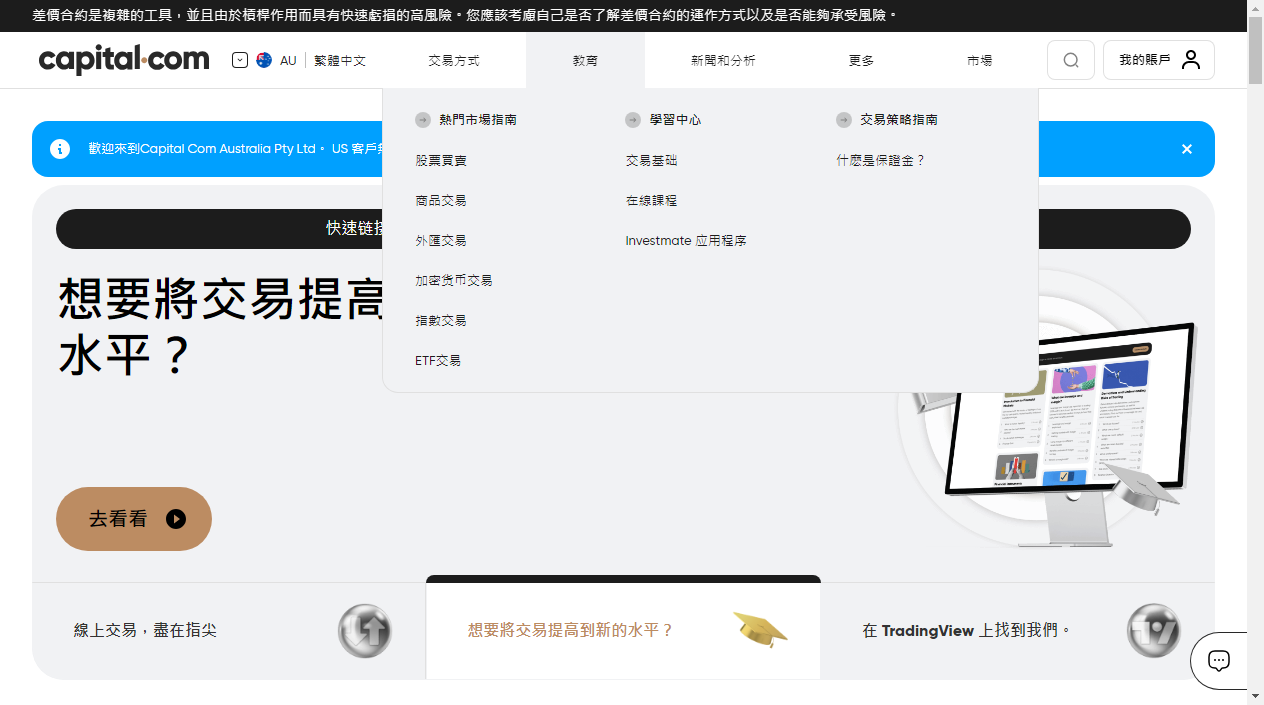 差價合約是複雜的工具，並且由於槓桿作用而具有快速虧損的高風險。您應該考慮自己是否了解差價合約的運作方式以及是否能夠承受風險。
capital.com
AU
繁體中文
交易方式
教育
新聞和分析
更多
市場
我的賬戶
熱門市場指南
股票買賣
商品交易
外匯交易
加密货币交易
指數交易
ETF交易
學習中心
交易基础
在線課程
Investmate 应用程序
交易策略指南
什麼是保證金？
歡迎來到Capital Com Australia Pty Ltd。 US 客戶
快速链接
想要將交易提高
水平？
去看看
線上交易，盡在指尖
想要將交易提高到新的水平？
在 TradingView 上找到我們。